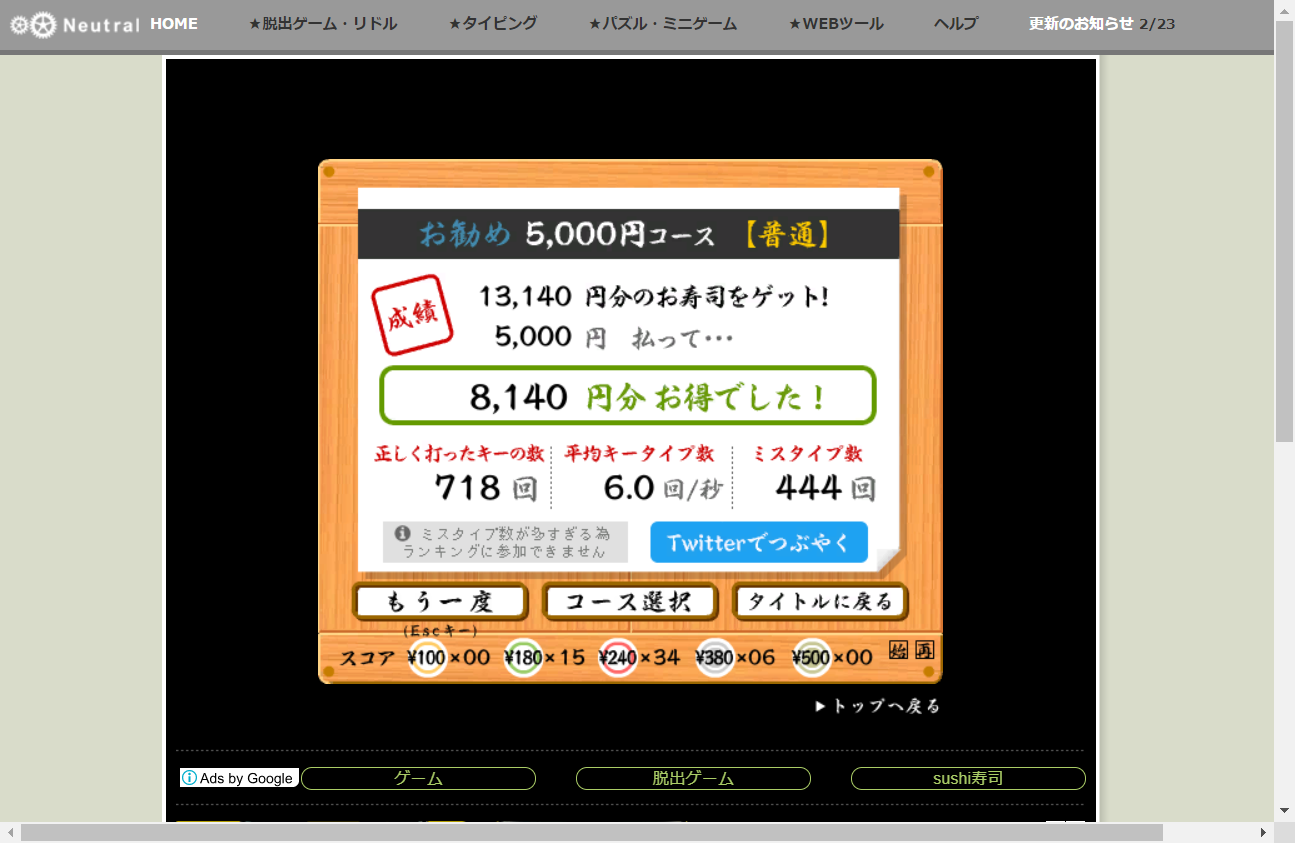 Neutral HOME ★脱出ゲーム・リドル ★タイピング ★パズル・ミニゲーム ★WEBツール ヘルプ 更新のお知らせ 2/23
お勧め 5,000円コース 【普通】
成績
13,140 円分のお寿司をゲット!
5,000 円 払って…
8,140 円分 お得でした!
正しく打ったキーの数 平均キータイプ数 ミスタイプ数
718 回 6.0 回/秒 444 回
ミスタイプ数が多すぎる為
ランキングに参加できません
Twitterでつぶやく
もう一度 コース選択 タイトルに戻る
(Escキー)
スコア ¥100×00 ¥180×15 ¥240×34 ¥380×06 ¥500×00 始 再
▶トップへ戻る
Ads by Google ゲーム 脱出ゲーム sushi寿司